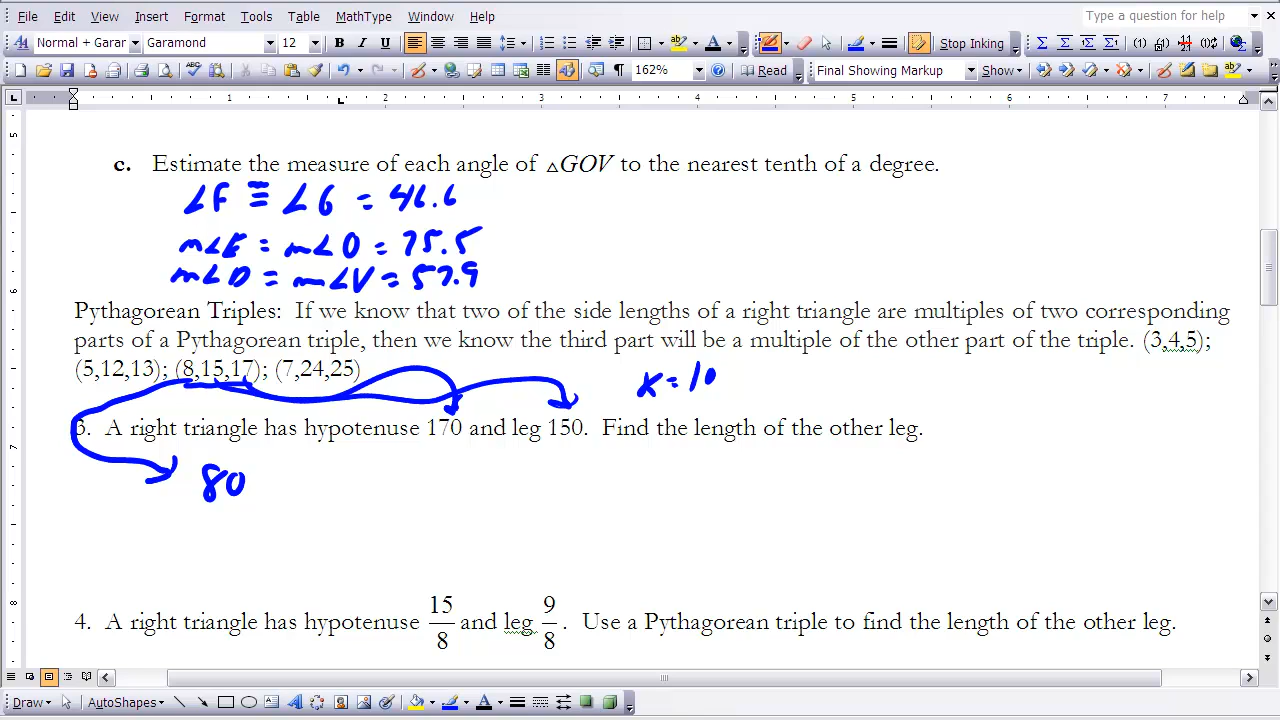 File Edit View Insert Format Tools Table MathType Window Help Type a question for help
Normal + Garar Garamond 12 B I U Stop Inking
162% Read Final Showing Markup Show
1 2 3 4 5 6 7
c. Estimate the measure of each angle of △GOV to the nearest tenth of a degree.
∠F ≅ ∠G = 46.6
m∠E = m∠O = 75.5
m∠D = m∠V = 57.9
Pythagorean Triples: If we know that two of the side lengths of a right triangle are multiples of two corresponding
parts of a Pythagorean triple, then we know the third part will be a multiple of the other part of the triple. (3,4,5);
(5,12,13); (8,15,17); (7,24,25)
K = 10
3. A right triangle has hypotenuse 170 and leg 150. Find the length of the other leg.
80
4. A right triangle has hypotenuse 15/8 and leg 9/8. Use a Pythagorean triple to find the length of the other leg.
Draw AutoShapes